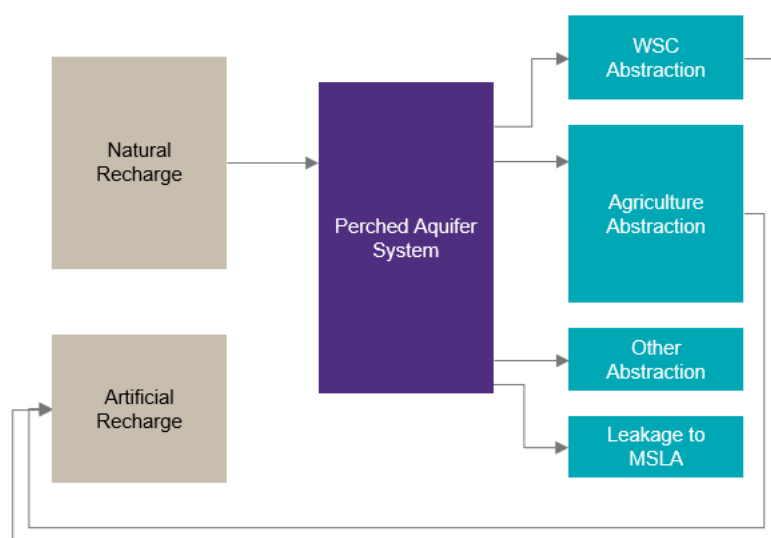 Natural
Recharge
Perched Aquifer
System
WSC
Abstraction
Agriculture
Abstraction
Other
Abstraction
Leakage to
MSLA
Artificial
Recharge